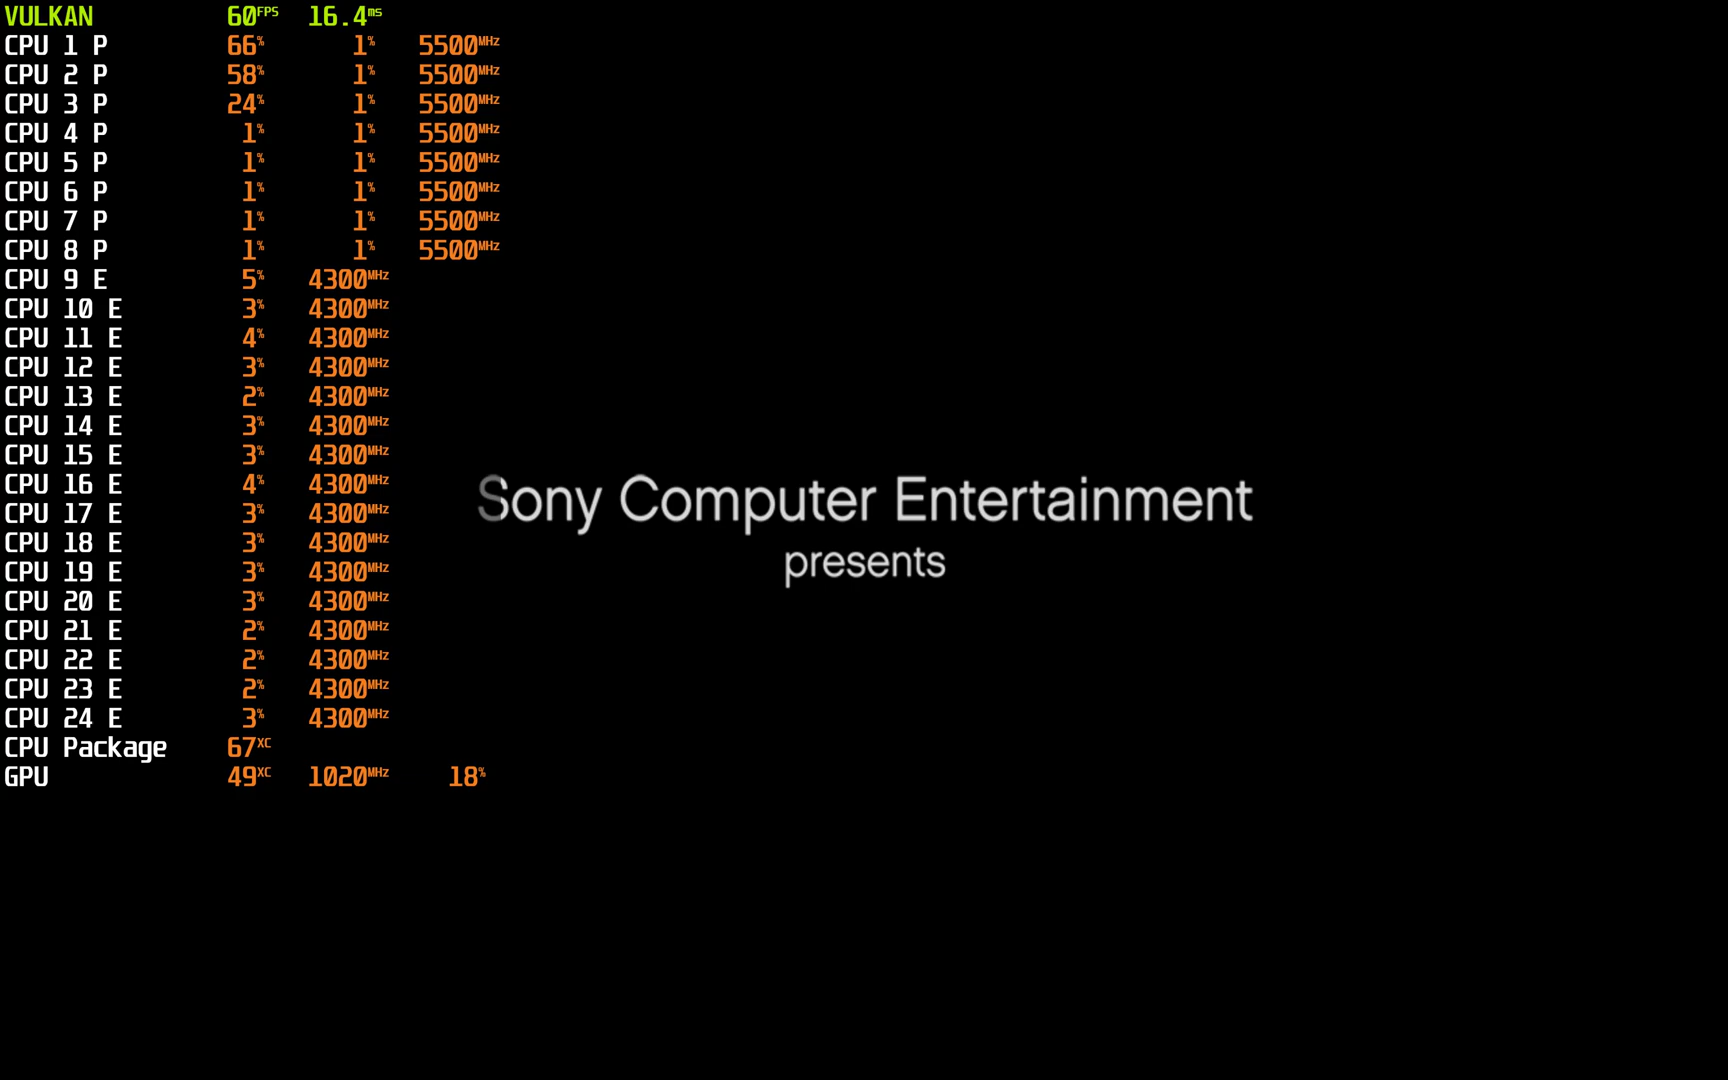 VULKAN 60FPS 16.4ms
CPU 1 P 66% 1% 5500MHz
CPU 2 P 58% 1% 5500MHz
CPU 3 P 24% 1% 5500MHz
CPU 4 P 1% 1% 5500MHz
CPU 5 P 1% 1% 5500MHz
CPU 6 P 1% 1% 5500MHz
CPU 7 P 1% 1% 5500MHz
CPU 8 P 1% 1% 5500MHz
CPU 9 E 5% 4300MHz
CPU 10 E 3% 4300MHz
CPU 11 E 4% 4300MHz
CPU 12 E 3% 4300MHz
CPU 13 E 2% 4300MHz
CPU 14 E 3% 4300MHz
CPU 15 E 3% 4300MHz
CPU 16 E 4% 4300MHz
CPU 17 E 3% 4300MHz
CPU 18 E 3% 4300MHz
CPU 19 E 3% 4300MHz
CPU 20 E 3% 4300MHz
CPU 21 E 2% 4300MHz
CPU 22 E 2% 4300MHz
CPU 23 E 2% 4300MHz
CPU 24 E 3% 4300MHz
CPU Package 67XC
GPU 49XC 1020MHz 18%
Sony Computer Entertainment
presents